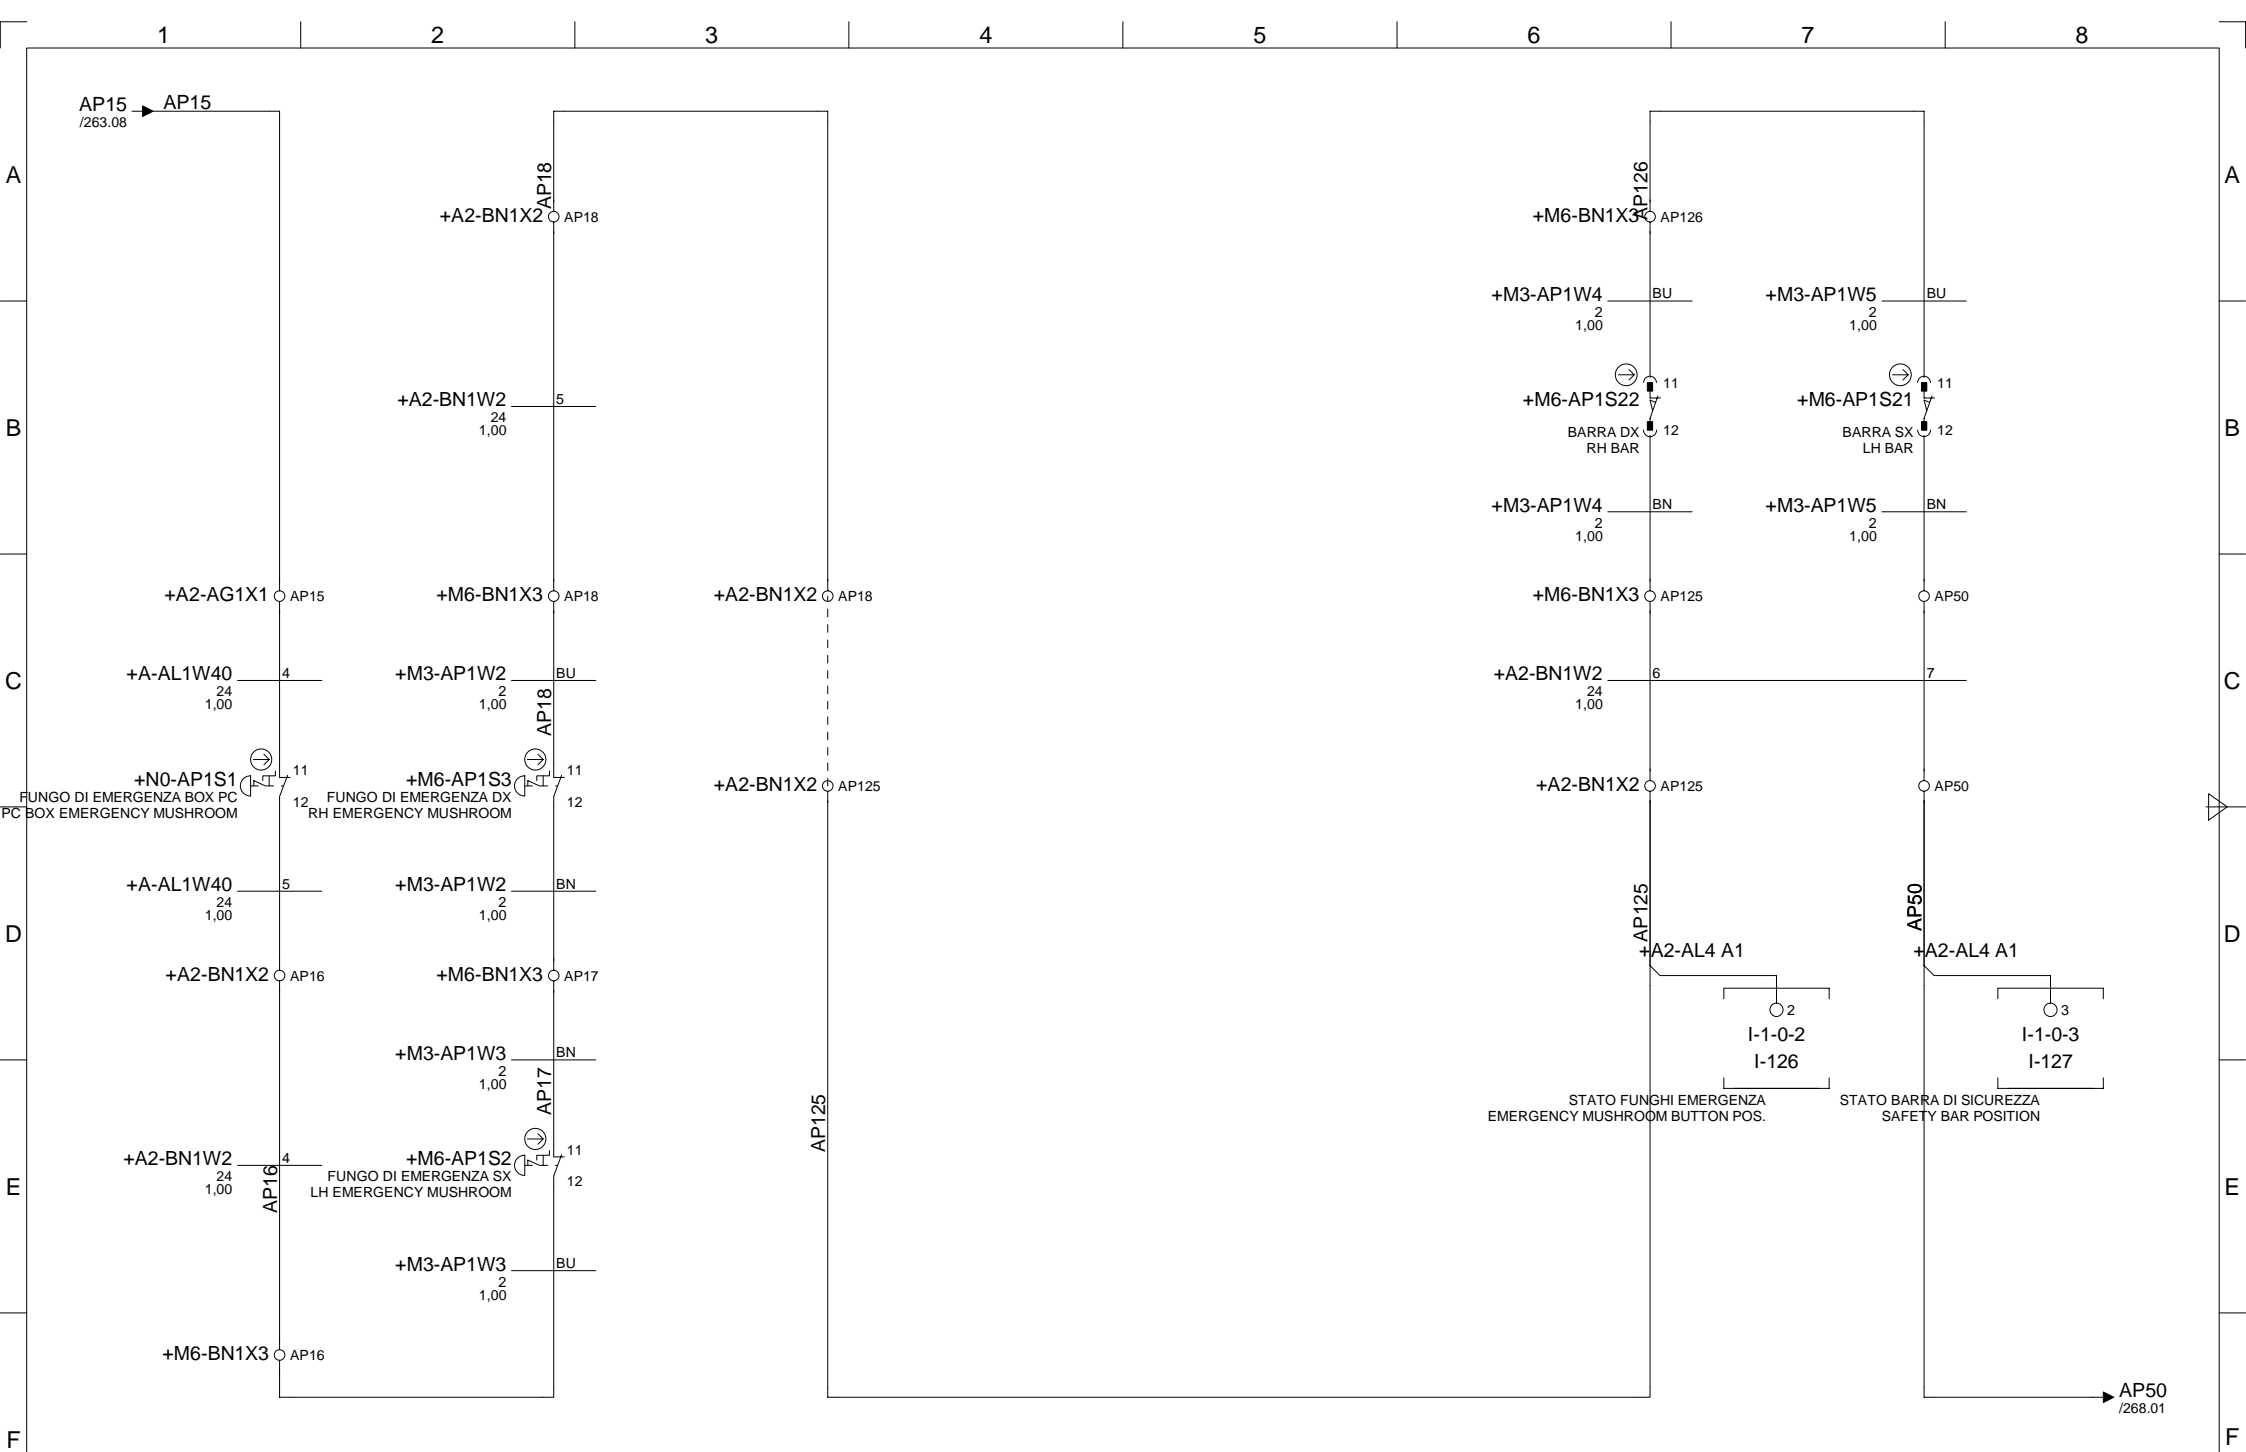 1 2 3 4 5 6 7 8
AP15 AP15
/263.08
A A
AP18
+A2-BN1X2 AP18
AP126
+M6-BN1X3 AP126
+M3-AP1W4 BU
2
1,00
+M3-AP1W5 BU
2
1,00
+A2-BN1W2 5
24
1,00
B B
11
+M6-AP1S22
BARRA DX 12
RH BAR
11
+M6-AP1S21
BARRA SX 12
LH BAR
+M3-AP1W4 BN
2
1,00
+M3-AP1W5 BN
2
1,00
+A2-AG1X1 AP15
+M6-BN1X3 AP18
+A2-BN1X2 AP18
+M6-BN1X3 AP125
AP50
C C
+A-AL1W40 4
24
1,00
+M3-AP1W2 BU
2
1,00
AP18
+A2-BN1W2 6 7
24
1,00
+N0-AP1S1 11
FUNGO DI EMERGENZA BOX PC 12
PC BOX EMERGENCY MUSHROOM
+M6-AP1S3 11
FUNGO DI EMERGENZA DX 12
RH EMERGENCY MUSHROOM
+A2-BN1X2 AP125
+A2-BN1X2 AP125
AP50
+A-AL1W40 5
24
1,00
+M3-AP1W2 BN
2
1,00
D D
AP125
+A2-AL4 A1
AP50
+A2-AL4 A1
+A2-BN1X2 AP16
+M6-BN1X3 AP17
2
I-1-0-2
I-126
3
I-1-0-3
I-127
+M3-AP1W3 BN
2
1,00
AP17
AP125
STATO FUNGHI EMERGENZA
EMERGENCY MUSHROOM BUTTON POS.
STATO BARRA DI SICUREZZA
SAFETY BAR POSITION
E E
+A2-BN1W2 4
24
1,00
AP16
+M6-AP1S2 11
FUNGO DI EMERGENZA SX 12
LH EMERGENCY MUSHROOM
+M3-AP1W3 BU
2
1,00
+M6-BN1X3 AP16
AP50
/268.01
F F